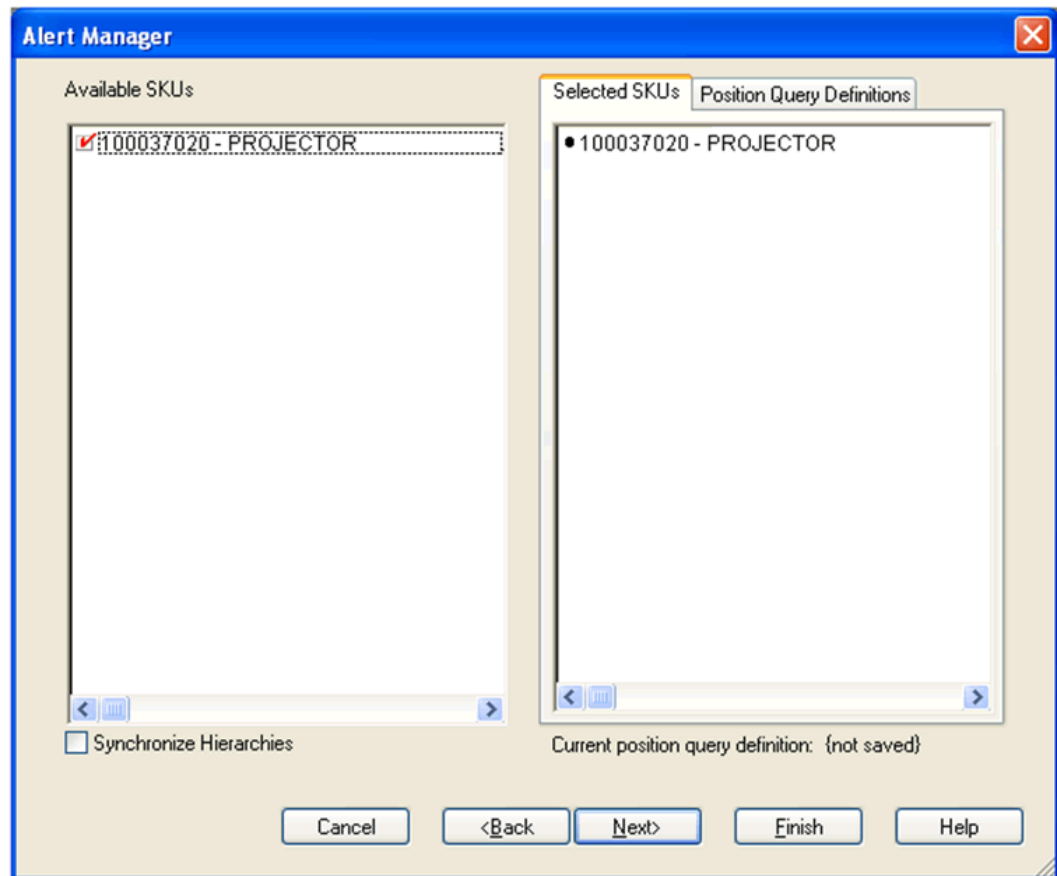 Alert Manager
Available SKUs
Selected SKUs
Position Query Definitions
100037020 - PROJECTOR
100037020 - PROJECTOR
Synchronize Hierarchies
Current position query definition: {not saved}
Cancel
<Back
Next>
Finish
Help